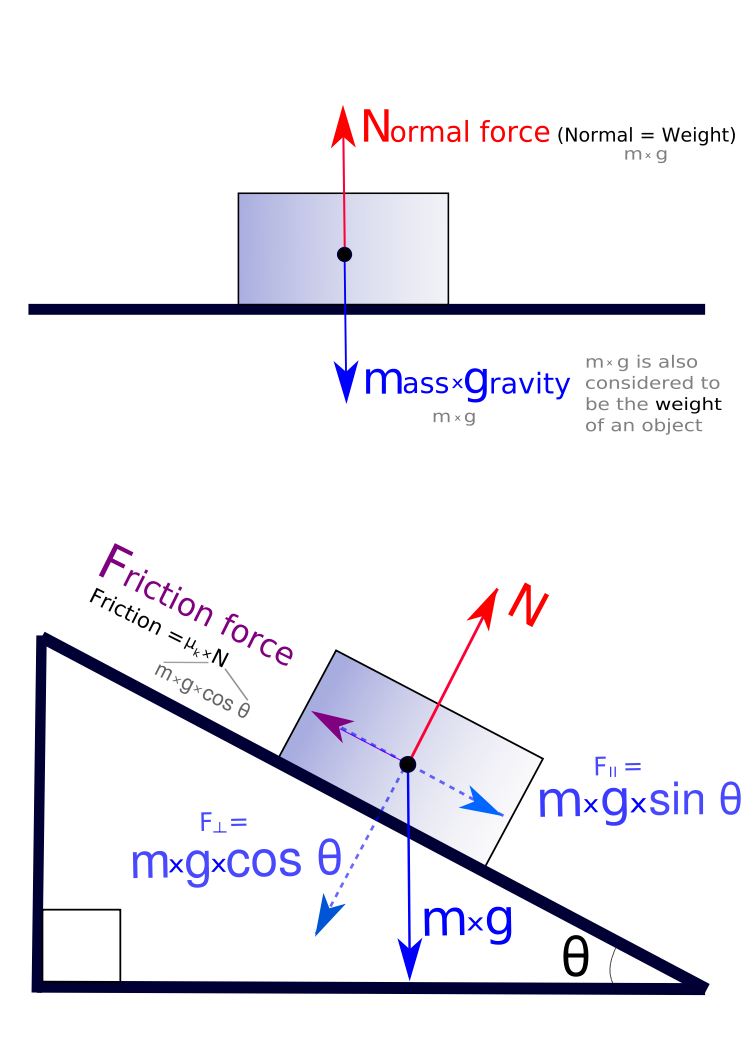 Normal force (Normal = Weight)
m×g
mass×gravity
m×g
m×g is also
considered to
be the weight
of an object
Friction force
Friction =μk×N
m×g×cos θ
N
F∥ =
m×g×sin θ
F⊥=
m×g×cos θ
m×g
θ